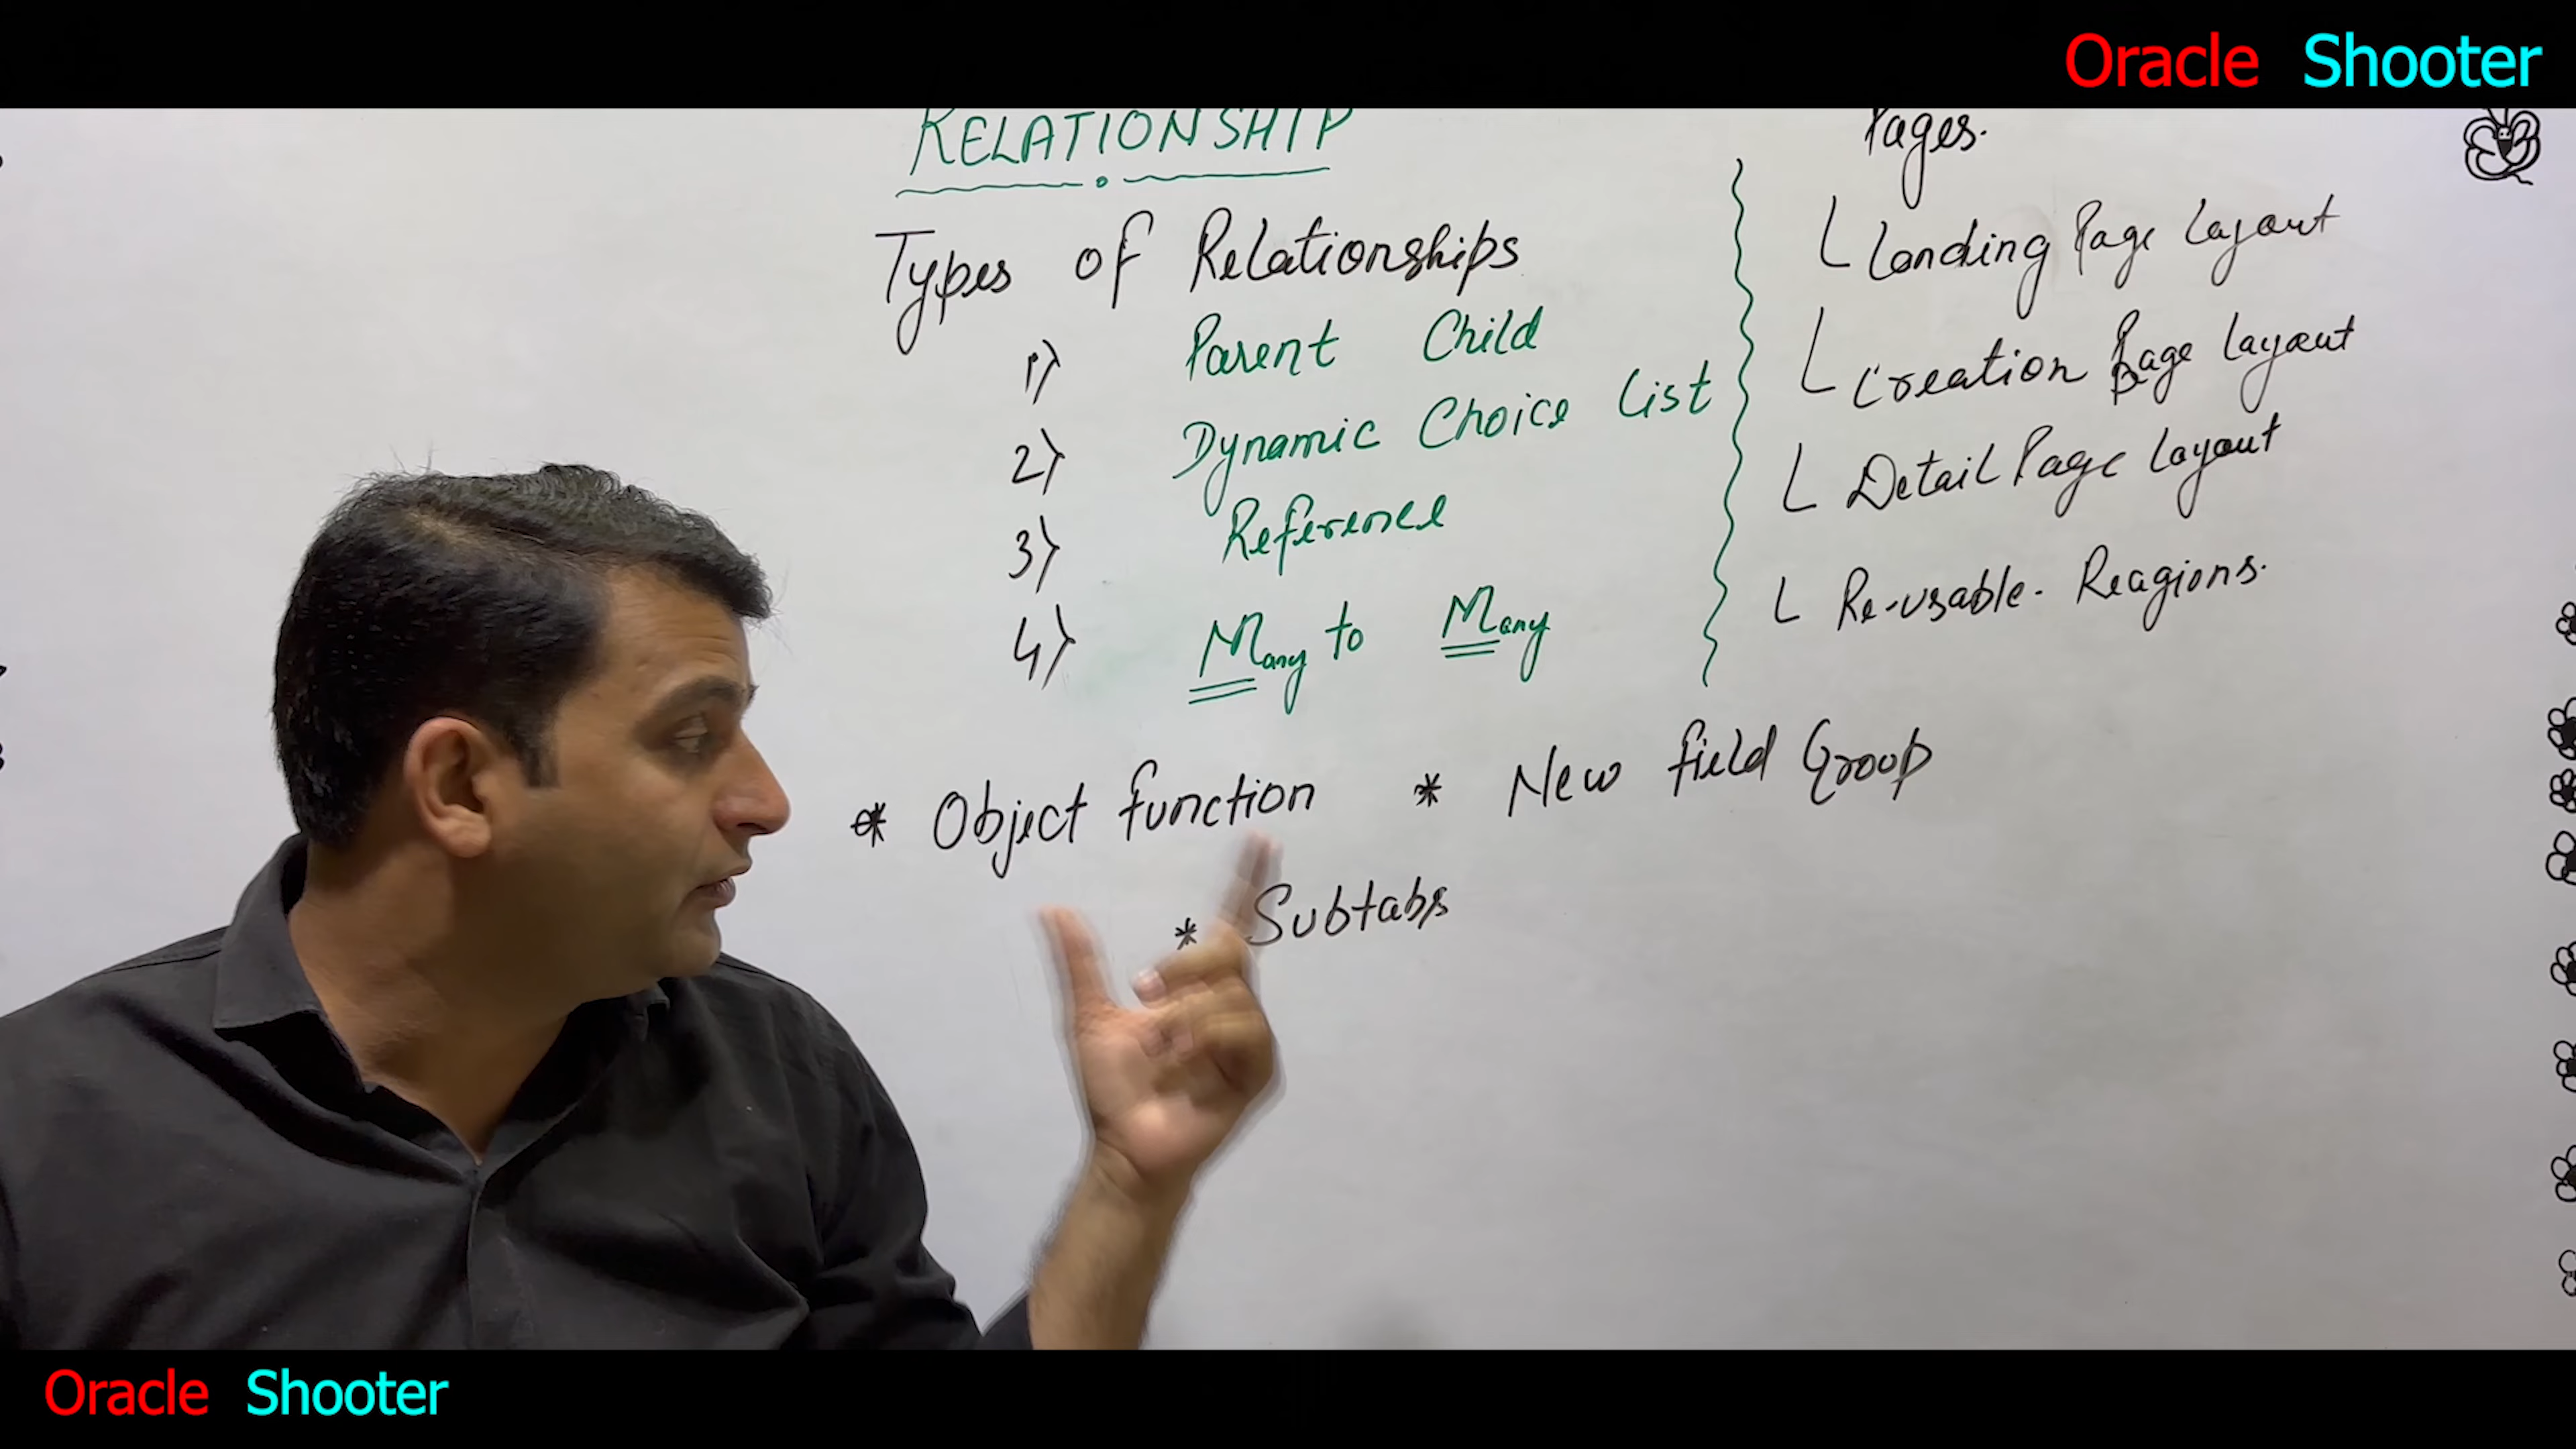 Oracle Shooter
RELATIONSHIP
Types of Relationships
1) Parent Child
2) Dynamic Choice List
3) Reference
4) Many to Many
Pages.
Landing Page Layout
Creation Page Layout
Detail Page Layout
Re-usable. Reagions.
* Object function * New field Group
* Subtabs
Oracle Shooter